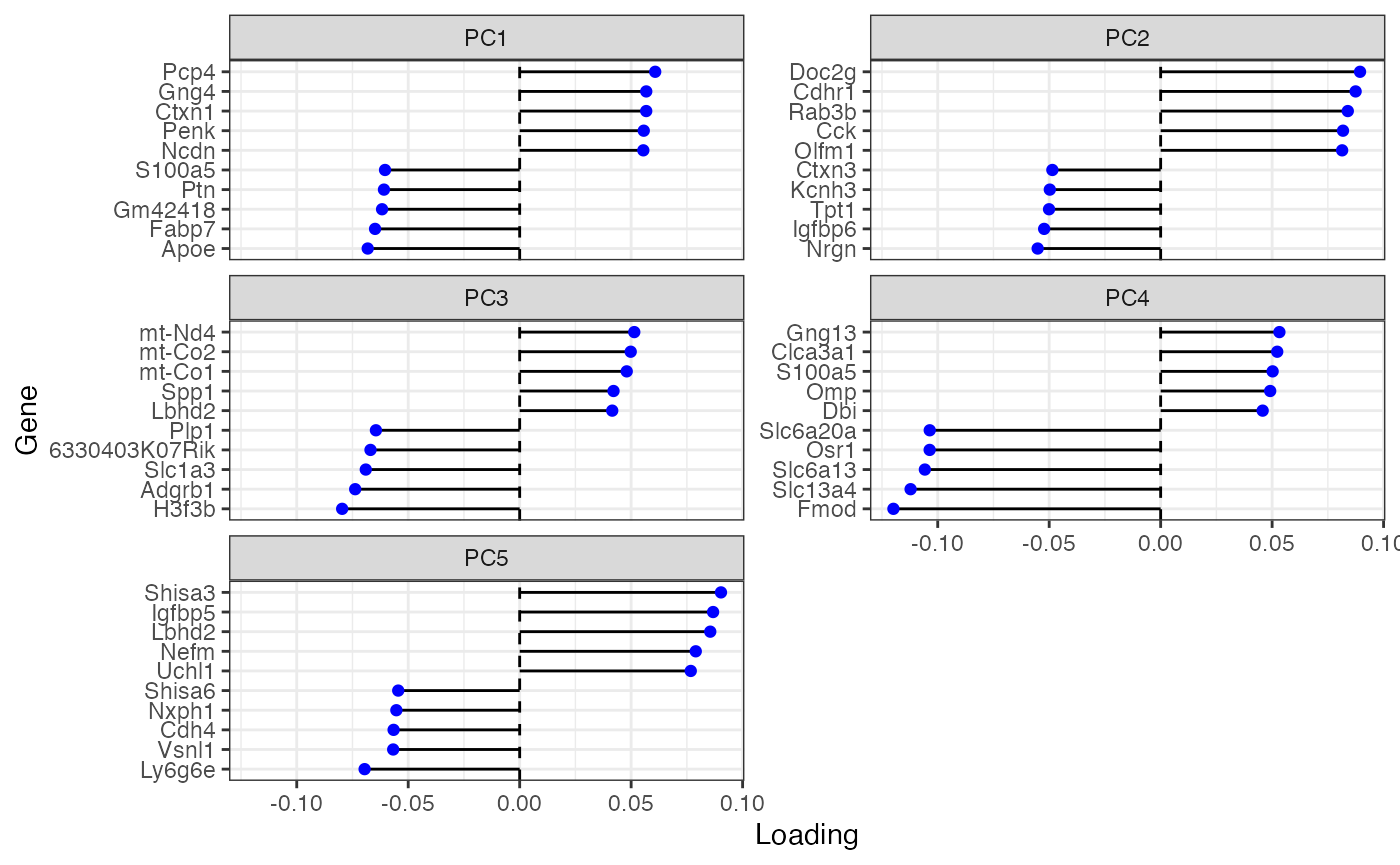 PC1
Pcp4
Gng4
Ctxn1
Penk
Ncdn
S100a5
Ptn
Gm42418
Fabp7
Apoe
PC2
Doc2g
Cdhr1
Rab3b
Cck
Olfm1
Ctxn3
Kcnh3
Tpt1
Igfbp6
Nrgn
Gene
PC3
mt-Nd4
mt-Co2
mt-Co1
Spp1
Lbhd2
Plp1
6330403K07Rik
Slc1a3
Adgrb1
H3f3b
PC4
Gng13
Clca3a1
S100a5
Omp
Dbi
Slc6a20a
Osr1
Slc6a13
Slc13a4
Fmod
-0.10 -0.05 0.00 0.05 0.10
PC5
Shisa3
Igfbp5
Lbhd2
Nefm
Uchl1
Shisa6
Nxph1
Cdh4
Vsnl1
Ly6g6e
-0.10 -0.05 0.00 0.05 0.10
Loading